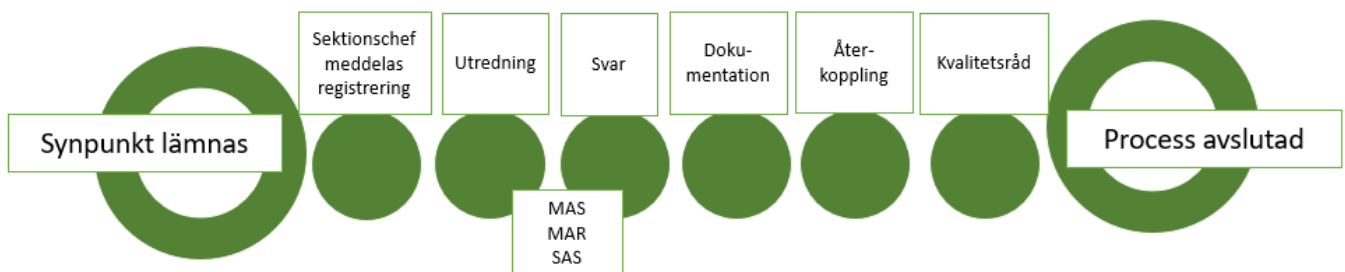 Synpunkt lämnas
Sektionschef
meddelas
registrering
Utredning
Svar
Doku-
mentation
Åter-
koppling
Kvalitetsråd
MAS
MAR
SAS
Process avslutad